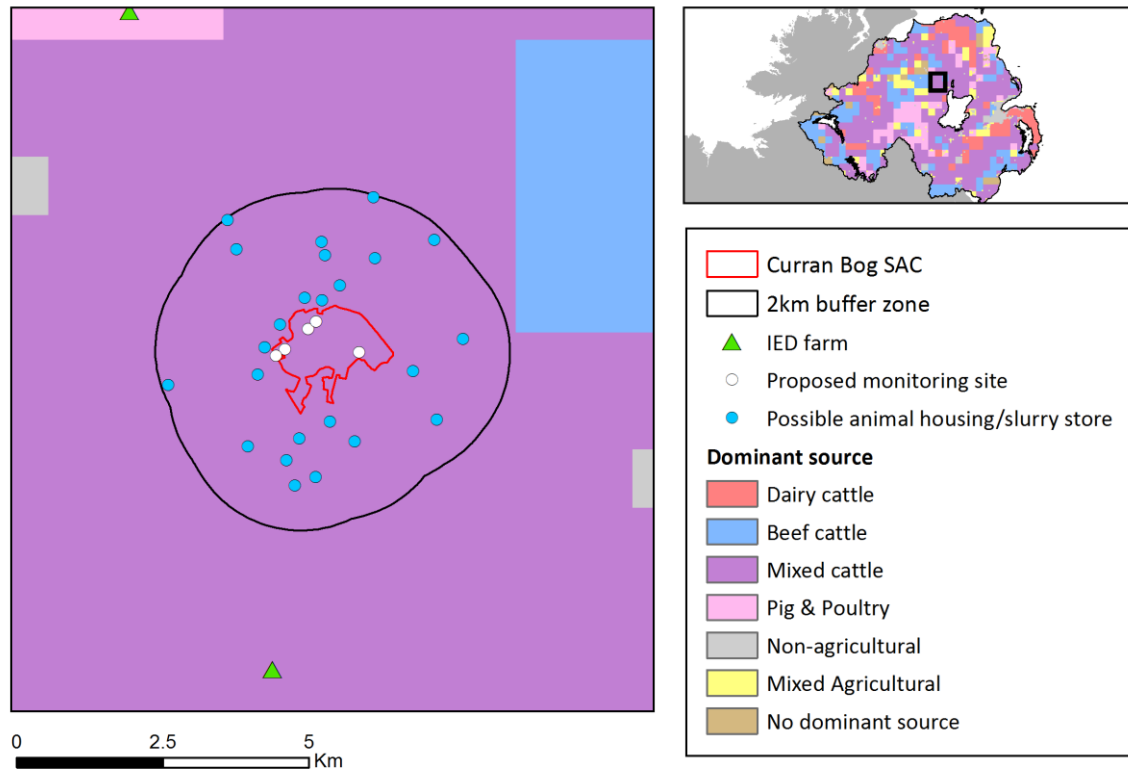 Curran Bog SAC
2km buffer zone
IED farm
Proposed monitoring site
Possible animal housing/slurry store
Dominant source
Dairy cattle
Beef cattle
Mixed cattle
Pig & Poultry
Non-agricultural
Mixed Agricultural
No dominant source
0 2.5 5
Km